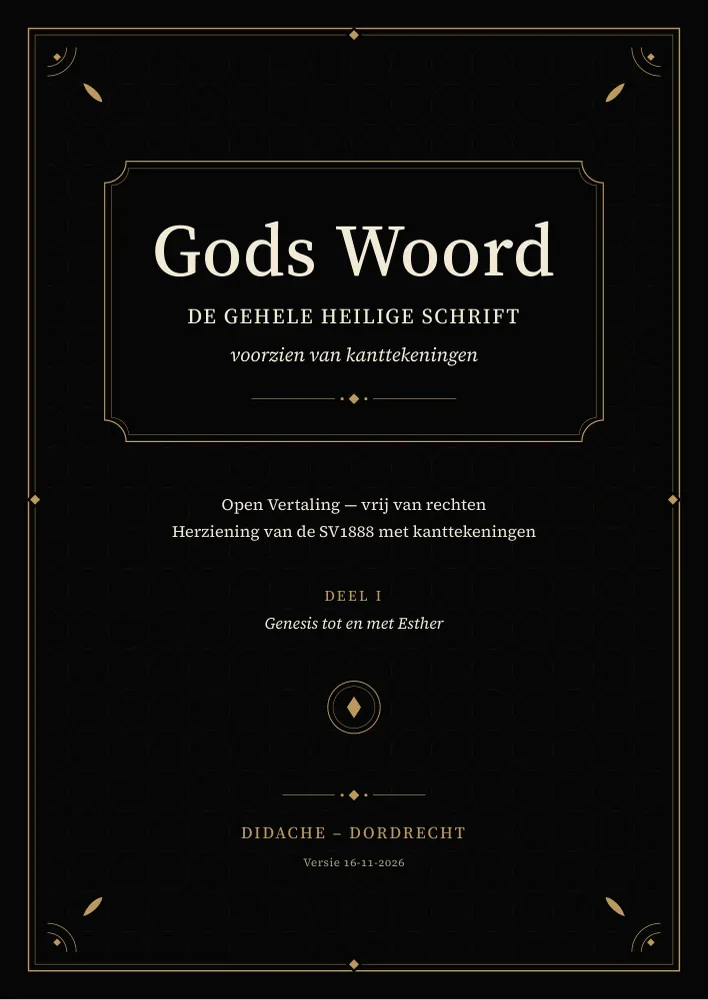 Gods Woord
DE GEHELE HEILIGE SCHRIFT
voorzien van kanttekeningen
Open Vertaling — vrij van rechten
Herziening van de SV1888 met kanttekeningen
DEEL I
Genesis tot en met Esther
DIDACHE – DORDRECHT
Versie 16-11-2026